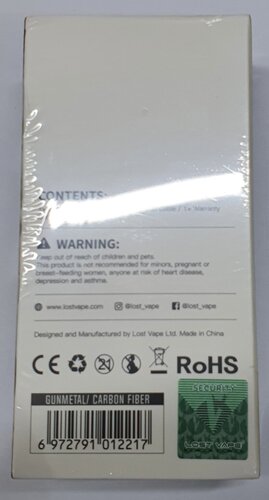 CONTENTS:
/ 1× Warranty
WARNING:
Keep out of reach of children and pets.
This product is not recommended for minors, pregnant or
breast-feeding women, anyone at risk of heart disease,
depression and asthma.
www.lostvape.com @lost_vape @lost_vape
Designed and Manufactured by Lost Vape Ltd. Made in China
CE 21 RoHS
GUNMETAL/ CARBON FIBER
6 972791 012217
SECURITY
LOST VAPE